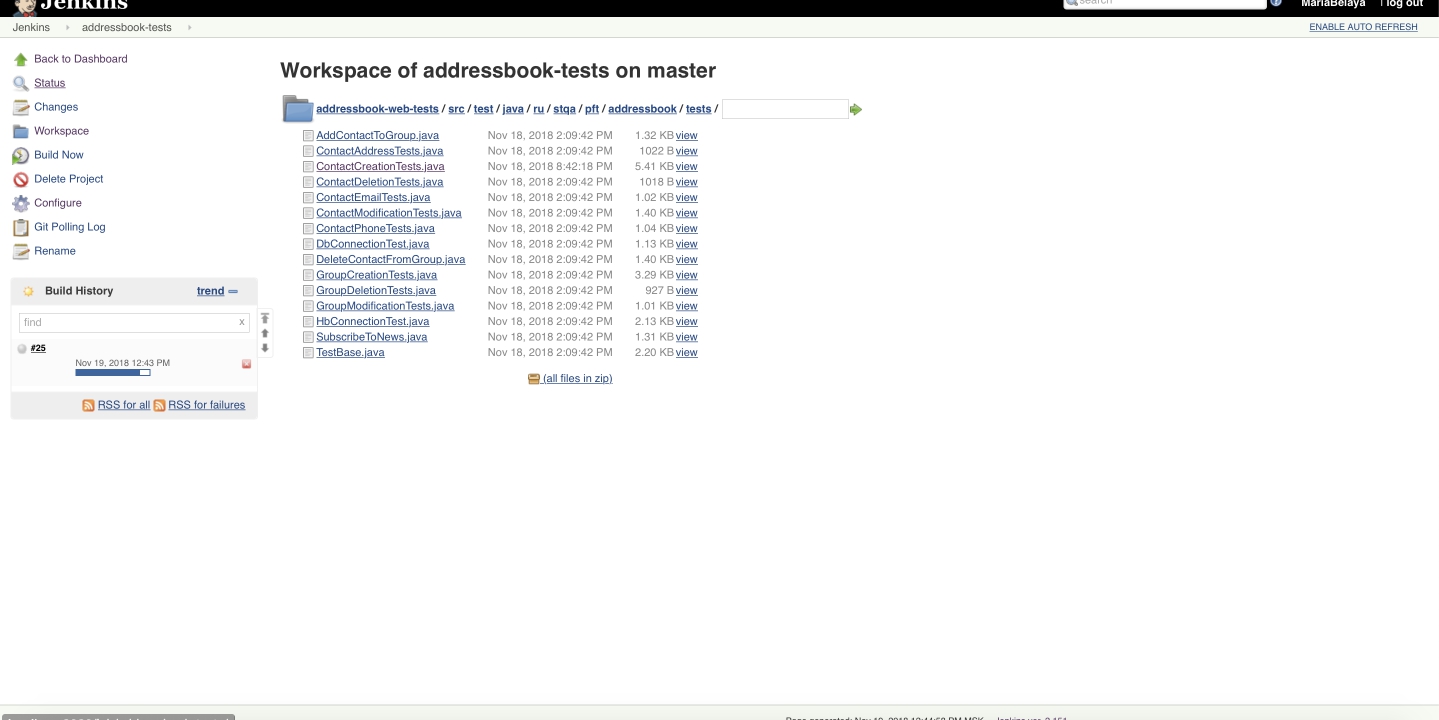 Jenkins
search
MariaBelaya | log out
Jenkins addressbook-tests
ENABLE AUTO REFRESH
Back to Dashboard
Status
Changes
Workspace
Build Now
Delete Project
Configure
Git Polling Log
Rename
Build History trend
find x
#25
Nov 19, 2018 12:43 PM
RSS for all RSS for failures
Workspace of addressbook-tests on master
addressbook-web-tests / src / test / java / ru / stqa / pft / addressbook / tests /
AddContactToGroup.java Nov 18, 2018 2:09:42 PM 1.32 KB view
ContactAddressTests.java Nov 18, 2018 2:09:42 PM 1022 B view
ContactCreationTests.java Nov 18, 2018 8:42:18 PM 5.41 KB view
ContactDeletionTests.java Nov 18, 2018 2:09:42 PM 1018 B view
ContactEmailTests.java Nov 18, 2018 2:09:42 PM 1.02 KB view
ContactModificationTests.java Nov 18, 2018 2:09:42 PM 1.40 KB view
ContactPhoneTests.java Nov 18, 2018 2:09:42 PM 1.04 KB view
DbConnectionTest.java Nov 18, 2018 2:09:42 PM 1.13 KB view
DeleteContactFromGroup.java Nov 18, 2018 2:09:42 PM 1.40 KB view
GroupCreationTests.java Nov 18, 2018 2:09:42 PM 3.29 KB view
GroupDeletionTests.java Nov 18, 2018 2:09:42 PM 927 B view
GroupModificationTests.java Nov 18, 2018 2:09:42 PM 1.01 KB view
HbConnectionTest.java Nov 18, 2018 2:09:42 PM 2.13 KB view
SubscribeToNews.java Nov 18, 2018 2:09:42 PM 1.31 KB view
TestBase.java Nov 18, 2018 2:09:42 PM 2.20 KB view
(all files in zip)
Page generated: Nov 19, 2018